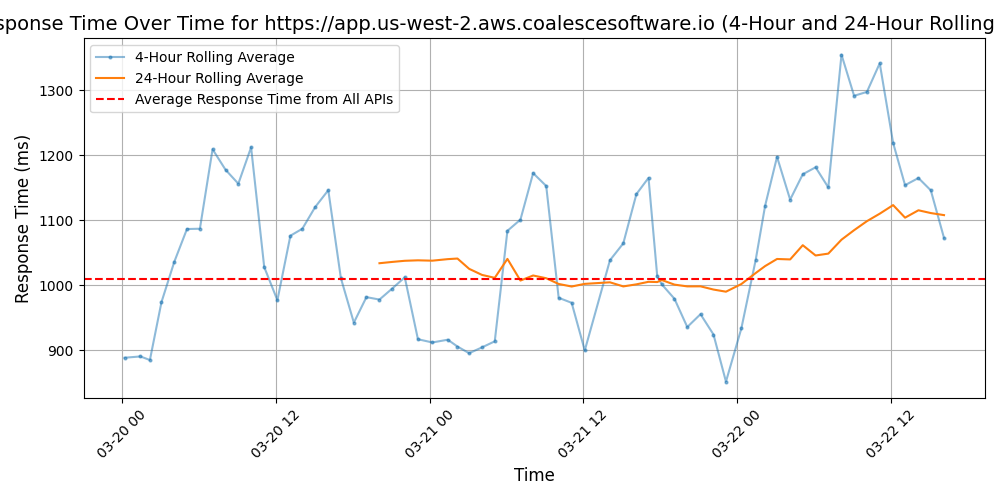 sponse Time Over Time for https://app.us-west-2.aws.coalescesoftware.io (4-Hour and 24-Hour Rolling
4-Hour Rolling Average
24-Hour Rolling Average
Average Response Time from All APIs
Response Time (ms)
1300
1200
1100
1000
900
03-20 00
03-20 12
03-21 00
03-21 12
03-22 00
03-22 12
Time